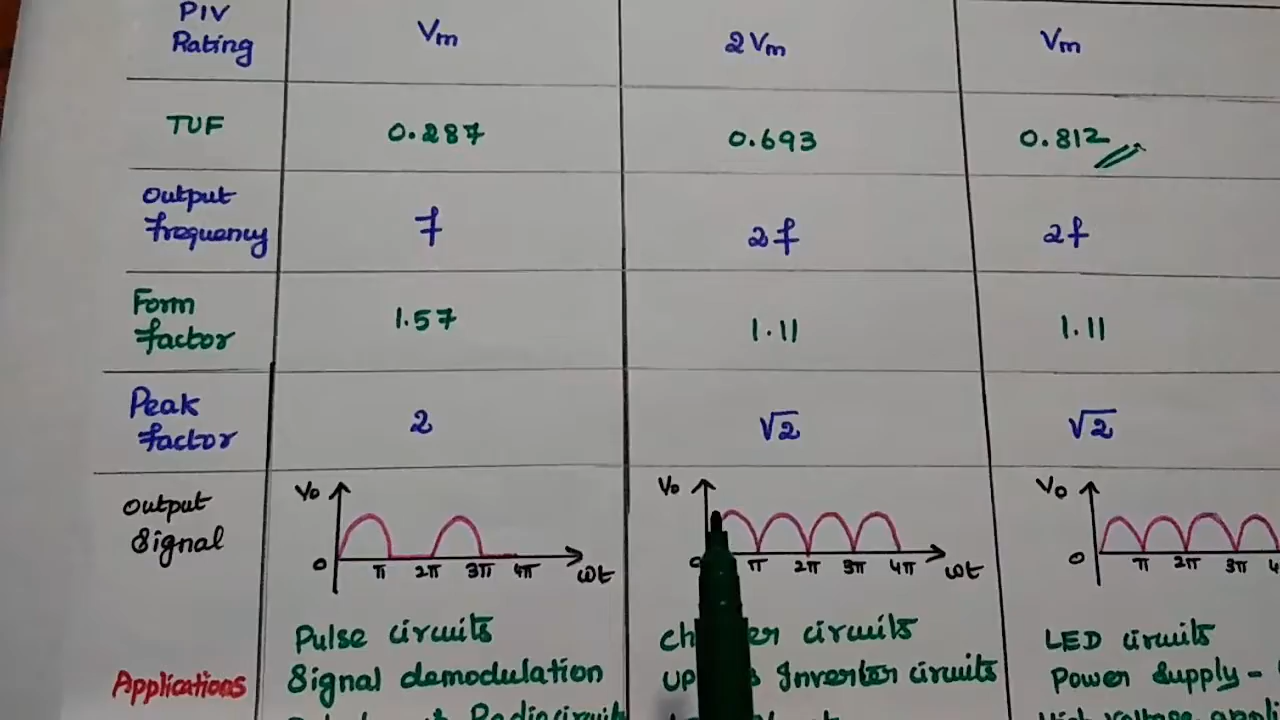 PIV
Rating
Vm
2Vm
Vm
TUF
0.287
0.693
0.812
Output
frequency
f
2f
2f
Form
factor
1.57
1.11
1.11
Peak
factor
2
√2
√2
Output
Signal
Vo
0
π 2π 3π 4π ωt
Vo
π 2π 3π 4π ωt
Vo
0
π 2π 3π
Pulse circuits
Signal demodulation
circuits
Inverter circuits
LED circuits
Power Supply -
Applications